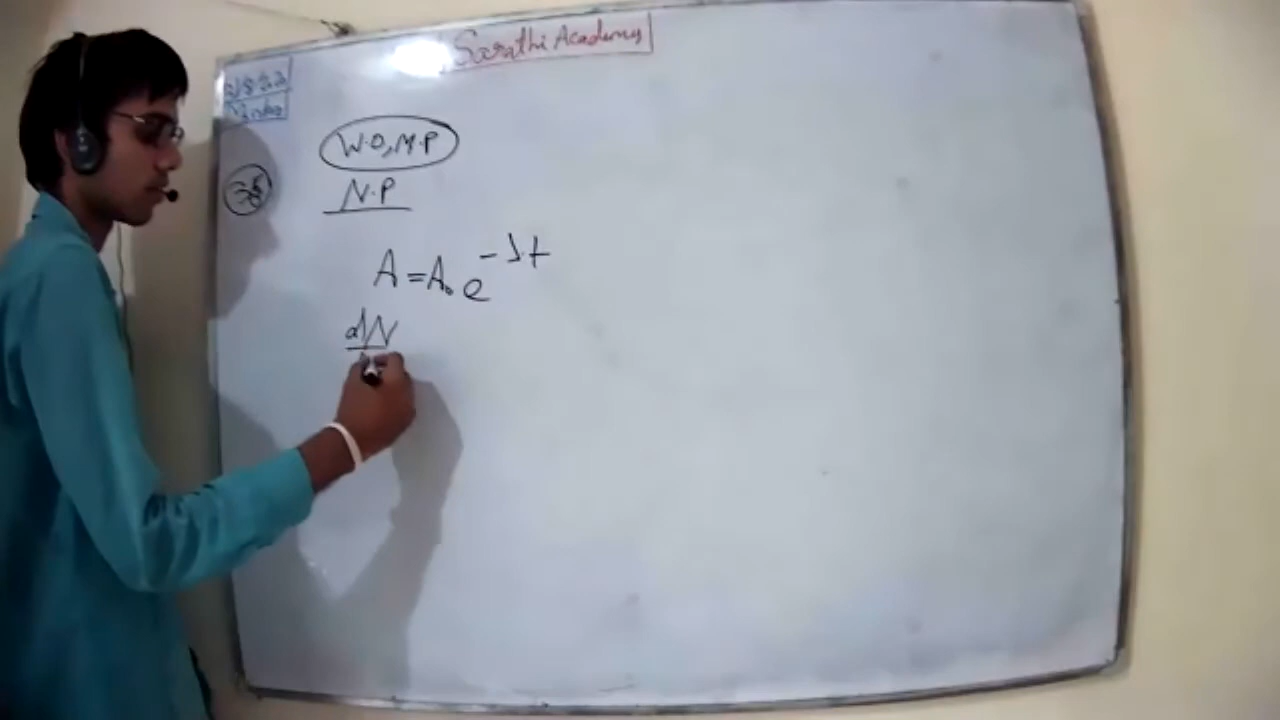 Sarathi Academy
W.O, M.P
N.P
A = A₀ e^-λt
dN